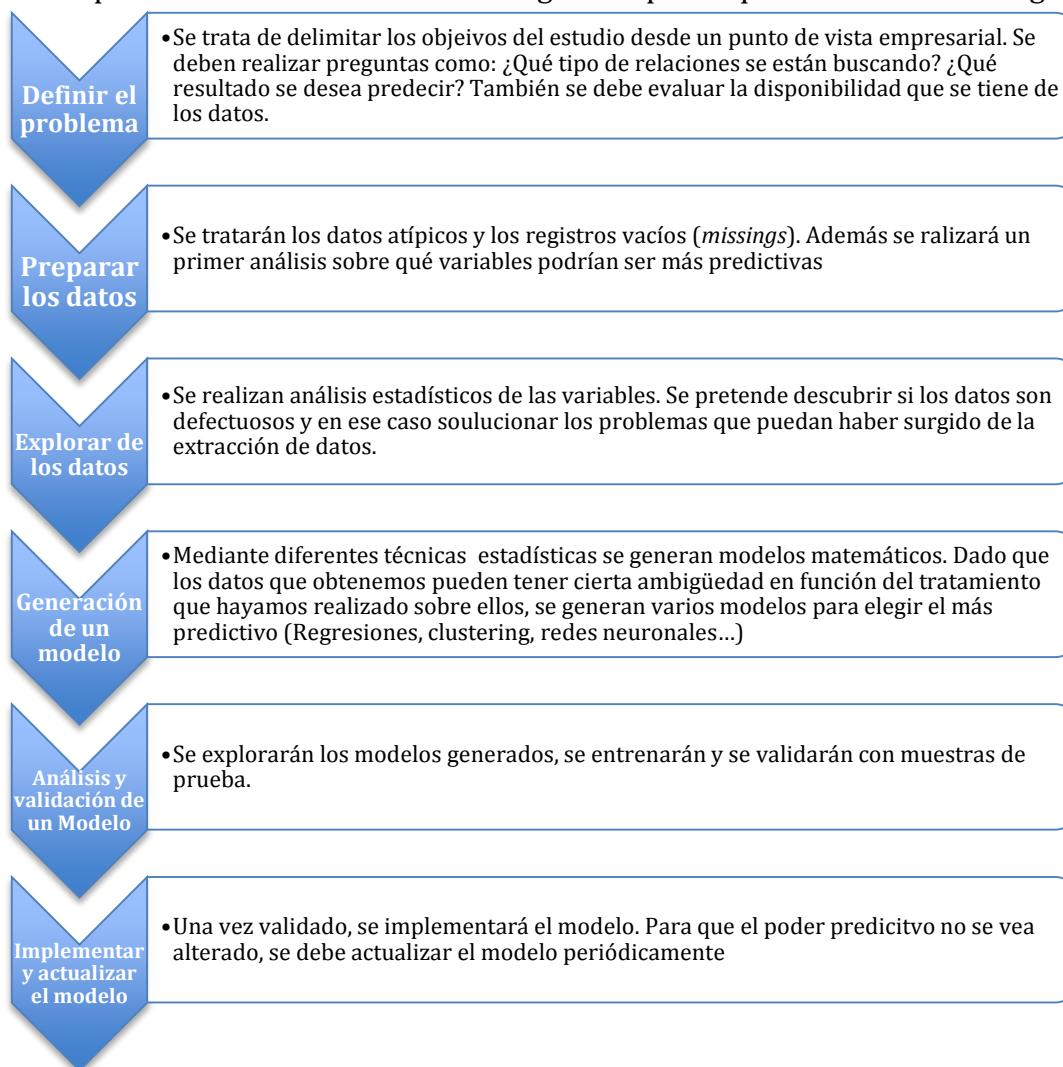 Definir el
problema
•Se trata de delimitar los objeivos del estudio desde un punto de vista empresarial. Se
deben realizar preguntas como: ¿Qué tipo de relaciones se están buscando? ¿Qué
resultado se desea predecir? También se debe evaluar la disponibilidad que se tiene de
los datos.
Preparar
los datos
•Se tratarán los datos atípicos y los registros vacíos (missings). Además se ralizará un
primer análisis sobre qué variables podrían ser más predictivas
Explorar de
los datos
•Se realizan análisis estadísticos de las variables. Se pretende descubrir si los datos son
defectuosos y en ese caso soulucionar los problemas que puedan haber surgido de la
extracción de datos.
Generación
de un
modelo
•Mediante diferentes técnicas estadísticas se generan modelos matemáticos. Dado que
los datos que obtenemos pueden tener cierta ambigüedad en función del tratamiento
que hayamos realizado sobre ellos, se generan varios modelos para elegir el más
predictivo (Regresiones, clustering, redes neuronales…)
Análisis y
validación de
un Modelo
•Se explorarán los modelos generados, se entrenarán y se validarán con muestras de
prueba.
Implementar
y actualizar
el modelo
•Una vez validado, se implementará el modelo. Para que el poder predicitvo no se vea
alterado, se debe actualizar el modelo periódicamente